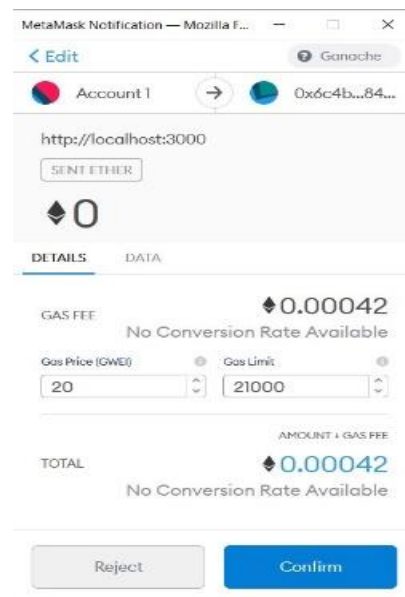 MetaMask Notification — Mozilla F...
< Edit
Ganache
Account 1
0x6c4b...84...
http://localhost:3000
SENT ETHER
0
DETAILS DATA
GAS FEE
0.00042
No Conversion Rate Available
Gas Price (GWEI) Gas Limit
20 21000
AMOUNT + GAS FEE
TOTAL
0.00042
No Conversion Rate Available
Reject Confirm